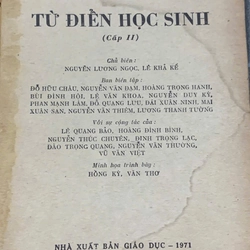 TỪ ĐIỂN HỌC SINH
(Cấp II)
Chủ biên :
NGUYỄN LƯƠNG NGỌC, LÊ KHẢ KẾ
Ban biên tập :
ĐỖ HỮU CHÂU, NGUYỄN VĂN ĐẠM, HOÀNG TRỌNG HANH,
BÙI ĐÌNH HỘI, LÊ VĂN KHOA, NGUYỄN DUY KỶ,
PHAN MẠNH LÂM, ĐỖ QUANG LƯU, ĐÁI XUÂN NINH, MAI
XUÂN SAN, NGUYỄN VĂN THIÊM, LƯƠNG THANH TƯỜNG
Với sự cộng tác của :
LÊ QUANG BẢO, HOÀNG ĐÌNH BÌNH,
NGUYỄN THÚC CHUYÊN, ĐINH TRỌNG LẠC,
ĐÀO TRỌNG QUANG, NGUYỄN VĂN THƯƠNG,
VŨ VĂN VIỆT
Minh họa trình bày :
HỒNG KỲ, VĂN THƠ
NHÀ XUẤT BẢN GIÁO DỤC - 1971